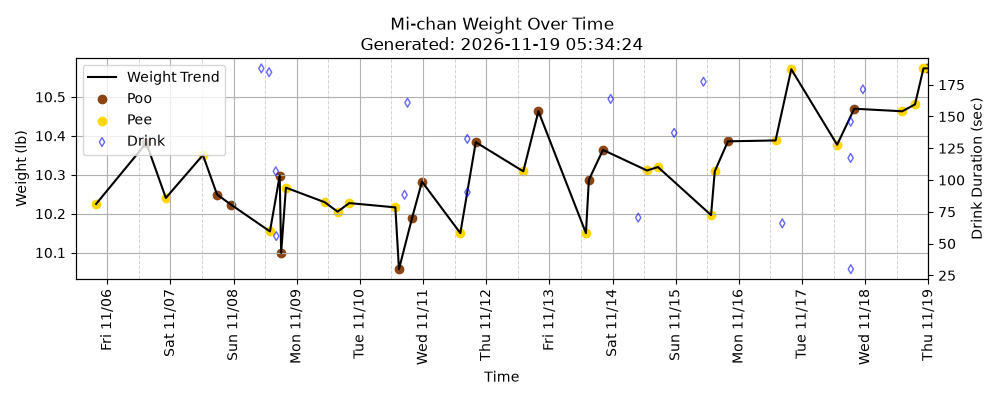 Mi-chan Weight Over Time
Generated: 2026-11-19 05:34:24
Weight Trend
Poo
Pee
Drink
10.5
10.4
10.3
10.2
10.1
Weight (lb)
175
150
125
100
75
50
25
Drink Duration (sec)
Fri 11/06
Sat 11/07
Sun 11/08
Mon 11/09
Tue 11/10
Wed 11/11
Thu 11/12
Fri 11/13
Sat 11/14
Sun 11/15
Mon 11/16
Tue 11/17
Wed 11/18
Thu 11/19
Time